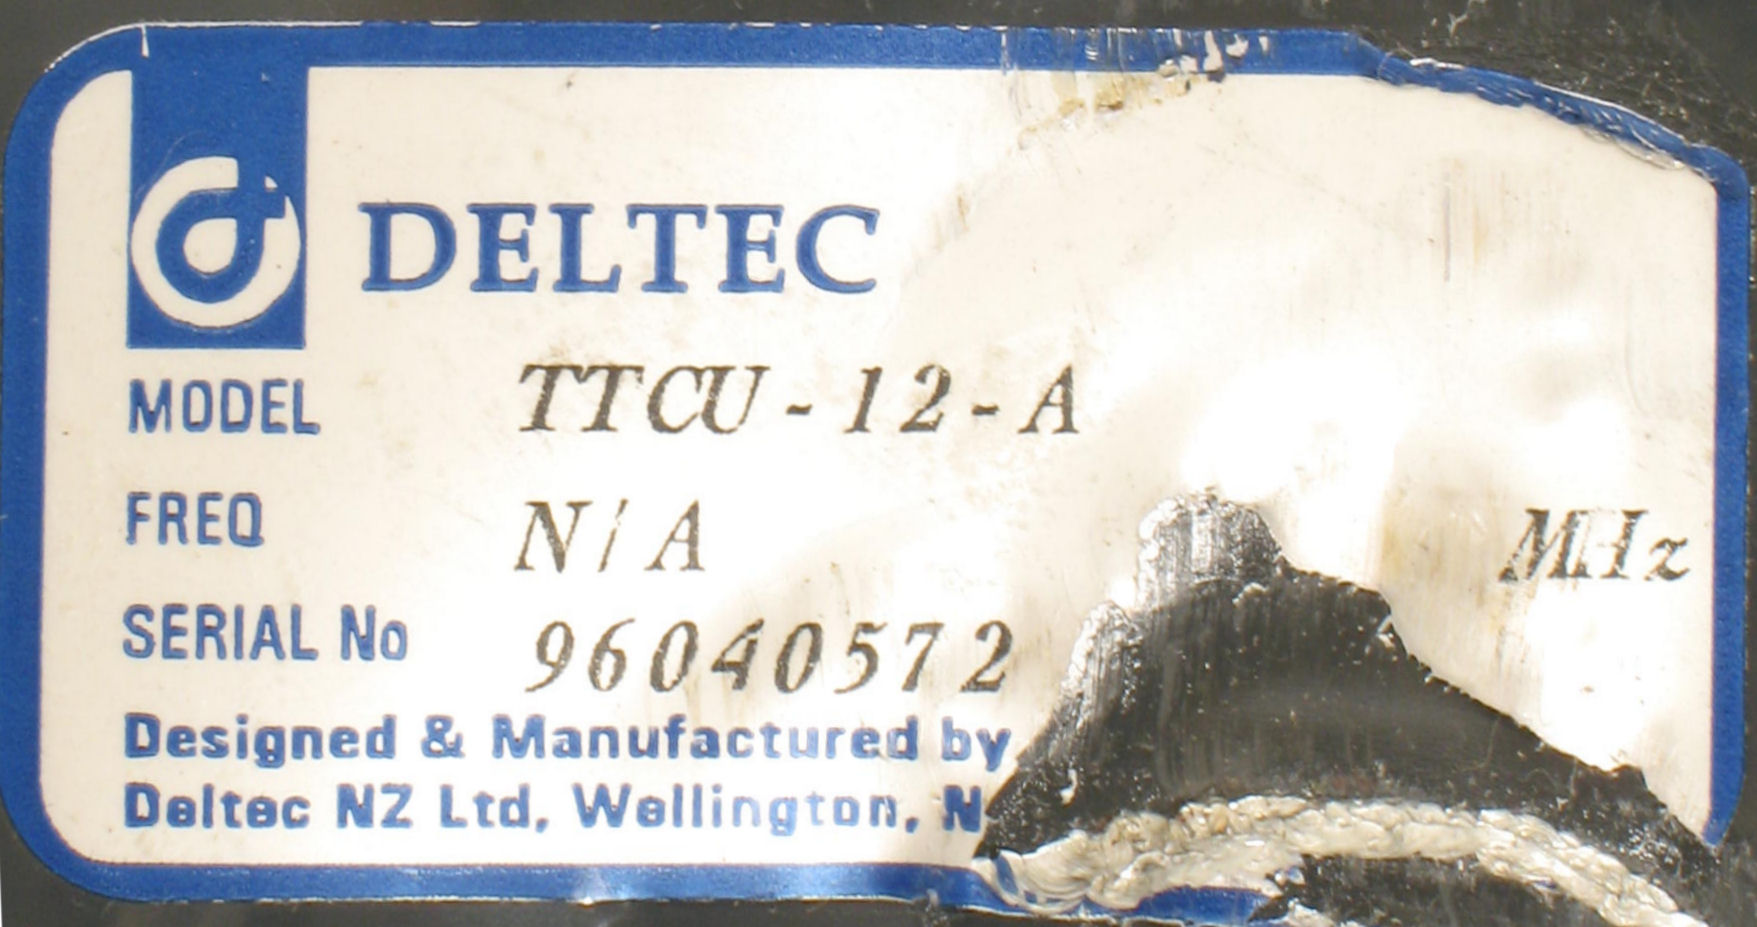 DELTEC
MODEL TTCU-12-A
FREQ N/A MHz
SERIAL No 96040572
Designed & Manufactured by
Deltec NZ Ltd, Wellington,